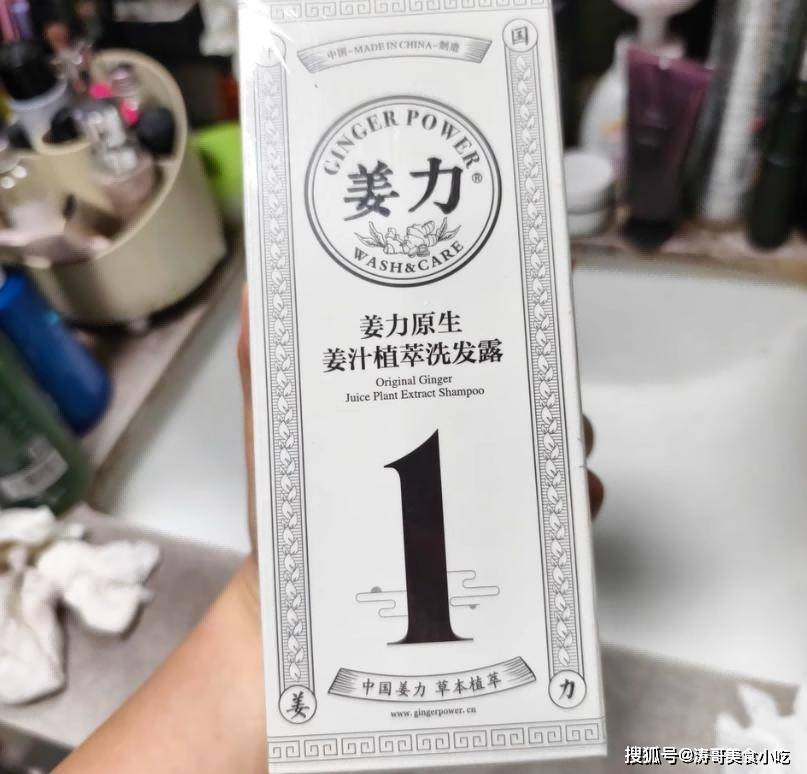 国
中国-MADE IN CHINA-制造
GINGER POWER®
姜力
WASH&CARE
姜力原生
姜汁植萃洗发露
Original Ginger
Juice Plant Extract Shampoo
1
中国姜力 草本植萃
www.gingerpower.cn
姜
力
搜狐号@涛哥美食小吃